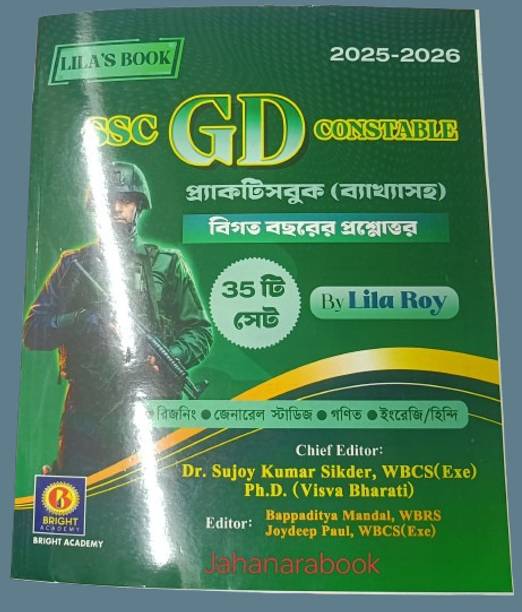 LILA'S BOOK
2025-2026
SSC GD CONSTABLE
প্র্যাকটিসবুক (ব্যাখ্যাসহ)
বিগত বছরের প্রশ্নোত্তর
35 টি
সেট
By Lila Roy
● রিজনিং ● জেনারেল স্টাডিজ ● গণিত ● ইংরেজি/হিন্দি
Chief Editor:
Dr. Sujoy Kumar Sikder, WBCS(Exe)
Ph.D. (Visva Bharati)
Editor: Bappaditya Mandal, WBRS
Joydeep Paul, WBCS(Exe)
BRIGHT
ACADEMY
BRIGHT ACADEMY
Jahanarabook